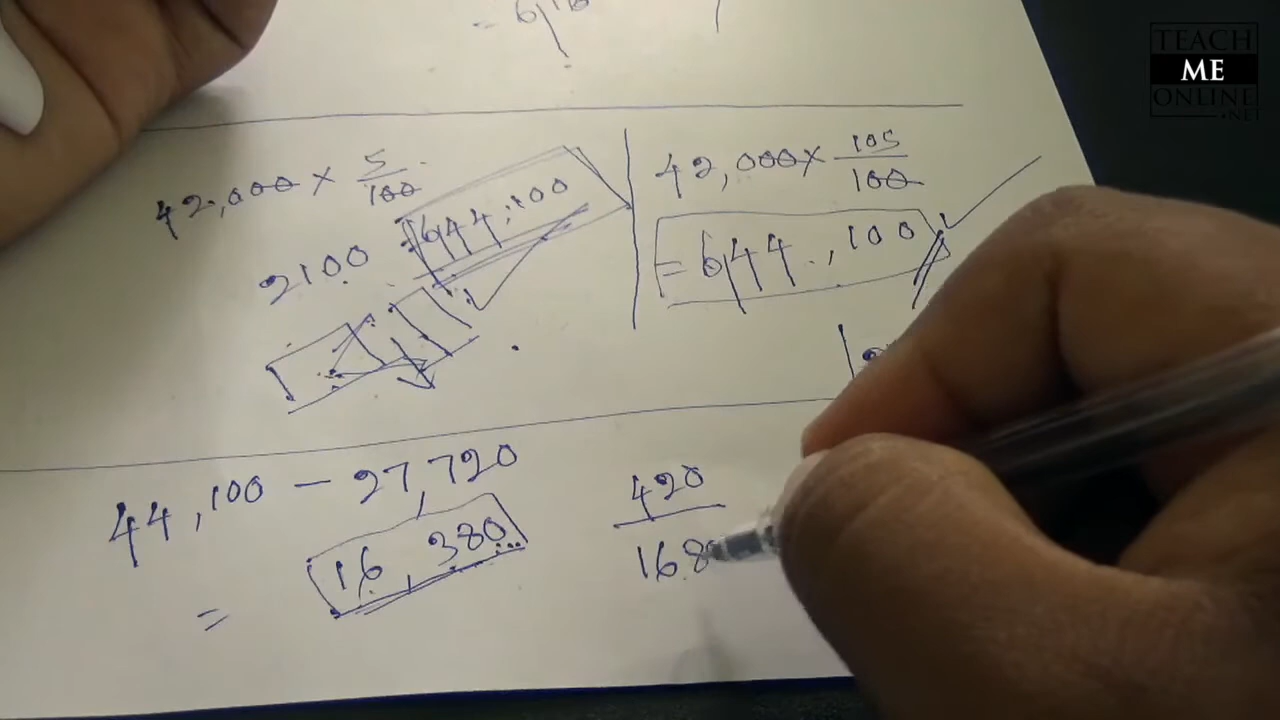 TEACH
ME
ONLINE
.NET
42,000 × 5/100
2100
644,100
42,000 × 105/100
= 644,100
44,100 − 27,720
= 16,380
420
168